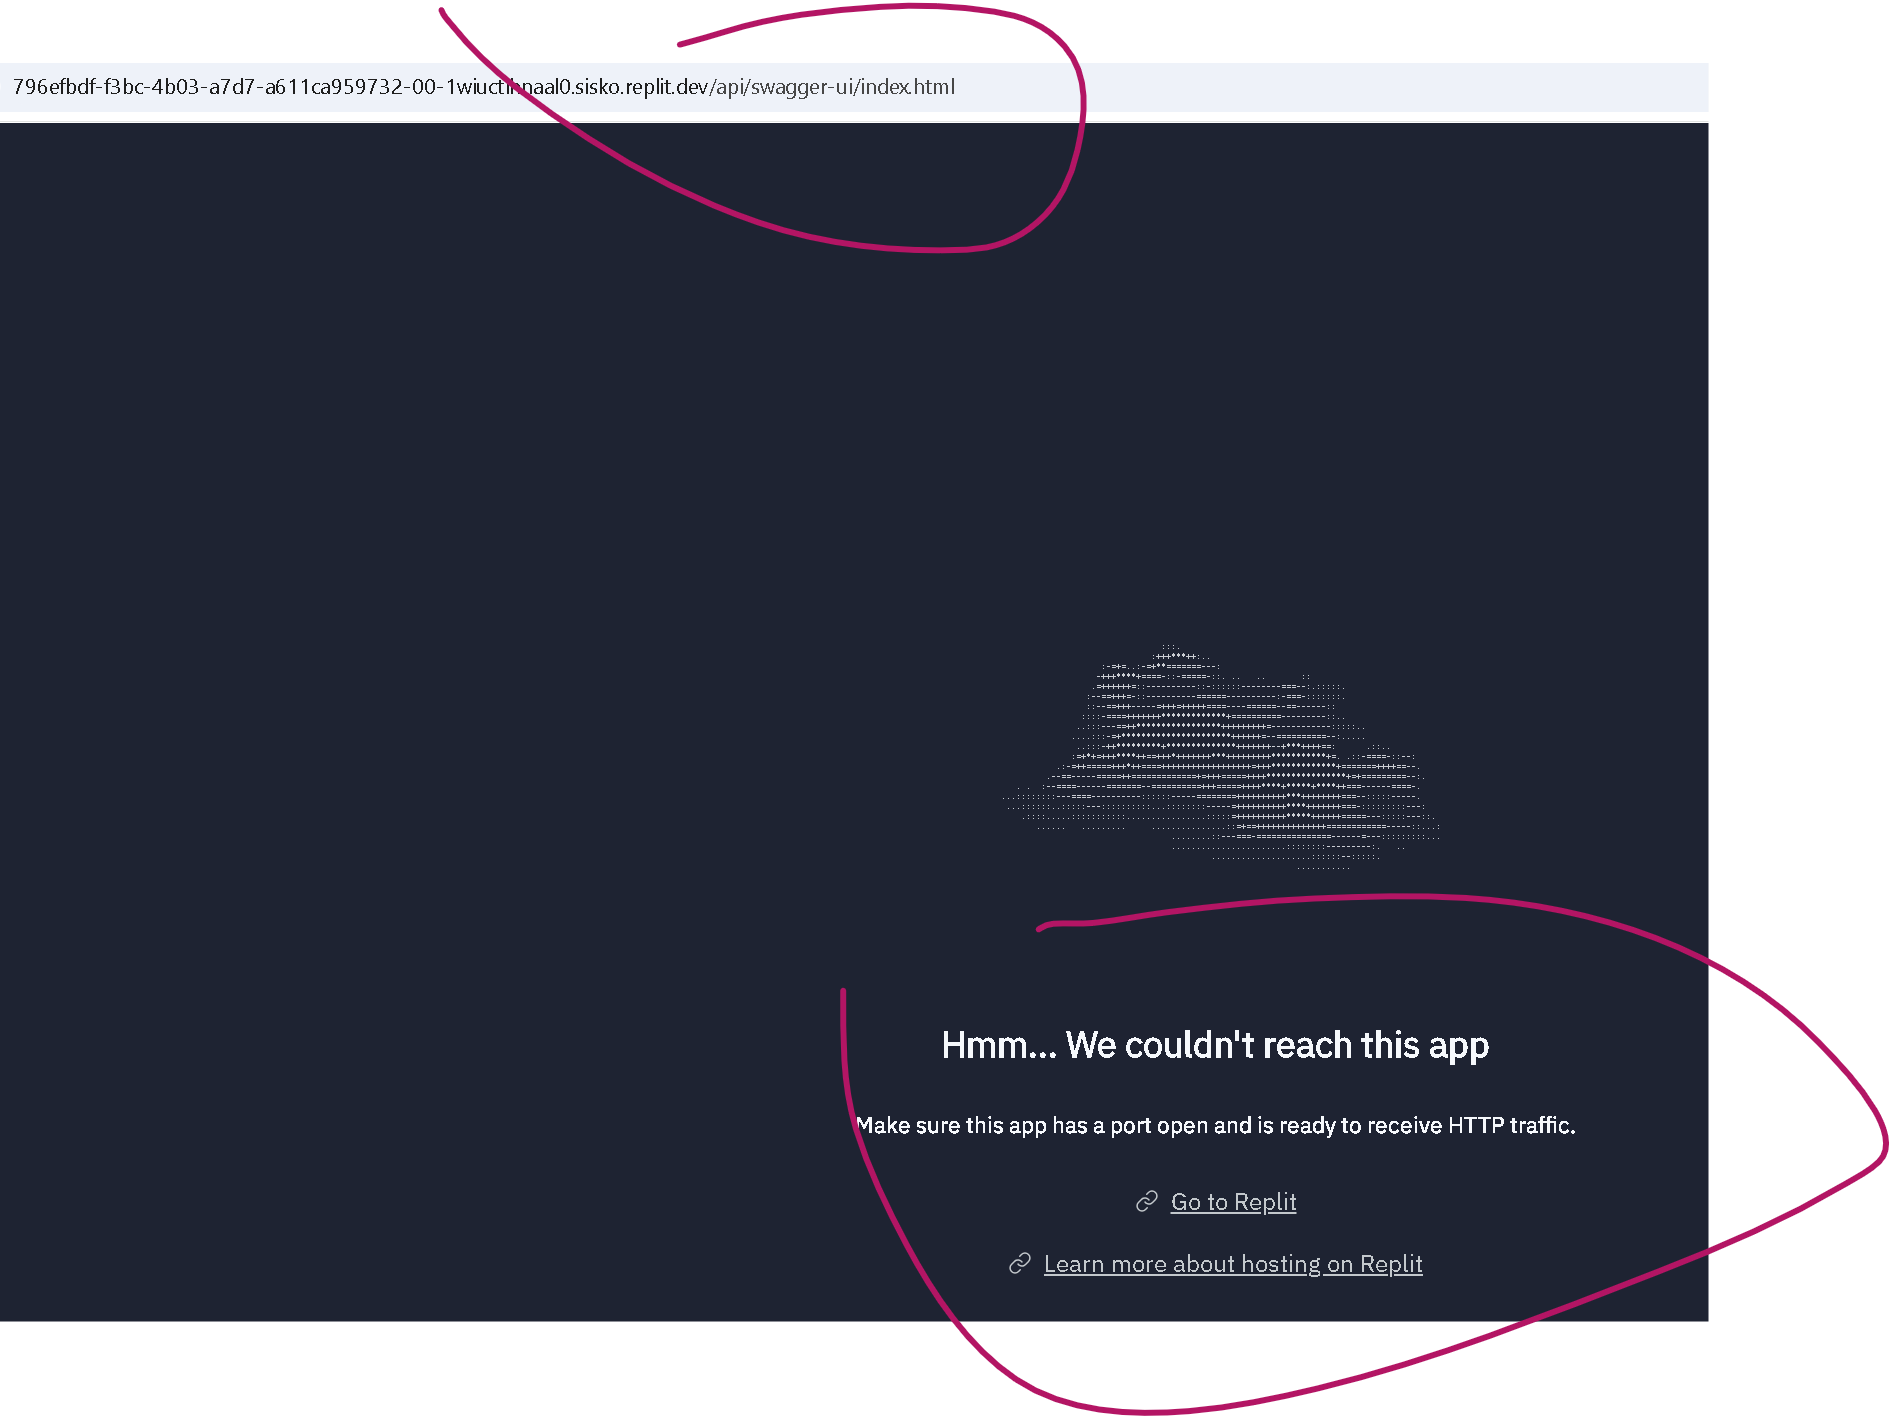 796efbdf-f3bc-4b03-a7d7-a611ca959732-00-1wiuctihnaal0.sisko.replit.dev/api/swagger-ui/index.html
Hmm... We couldn't reach this app
Make sure this app has a port open and is ready to receive HTTP traffic.
Go to Replit
Learn more about hosting on Replit